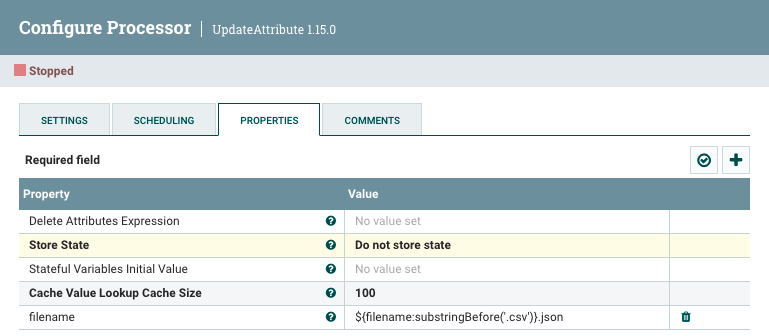 Configure Processor | UpdateAttribute 1.15.0
Stopped
SETTINGS SCHEDULING PROPERTIES COMMENTS
Required field
Property Value
Delete Attributes Expression No value set
Store State Do not store state
Stateful Variables Initial Value No value set
Cache Value Lookup Cache Size 100
filename ${filename:substringBefore('.csv')}.json